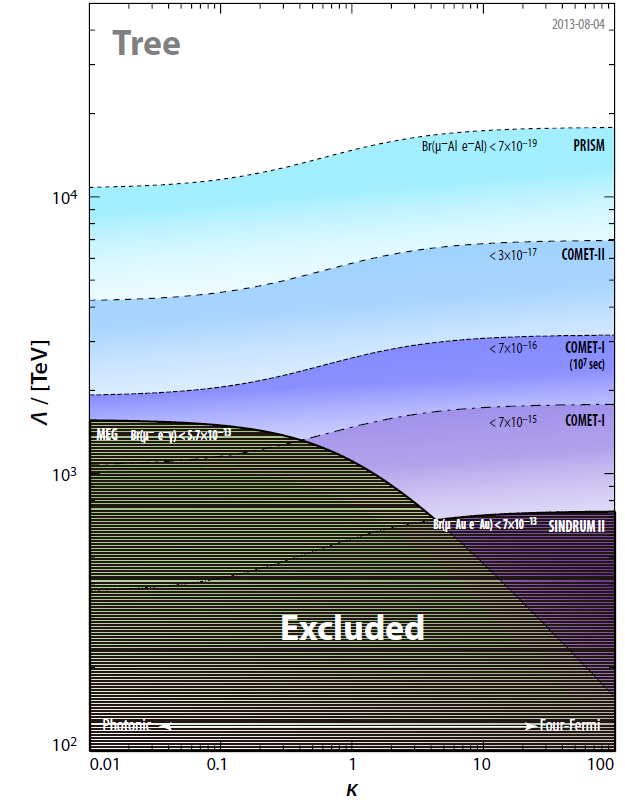 2013-08-04
Tree
Br(μ⁻Al e⁻Al) < 7×10⁻¹⁹ PRISM
10⁴
< 3×10⁻¹⁷ COMET-II
< 7×10⁻¹⁶ COMET-I
(10⁷ sec)
Λ / [TeV]
< 7×10⁻¹⁵ COMET-I
MEG Br(μ e γ) < 5.7×10⁻¹³
10³
Br(μ Au e Au) < 7×10⁻¹³ SINDRUM II
Excluded
Photonic Four-Fermi
10²
0.01 0.1 1 10 100
K